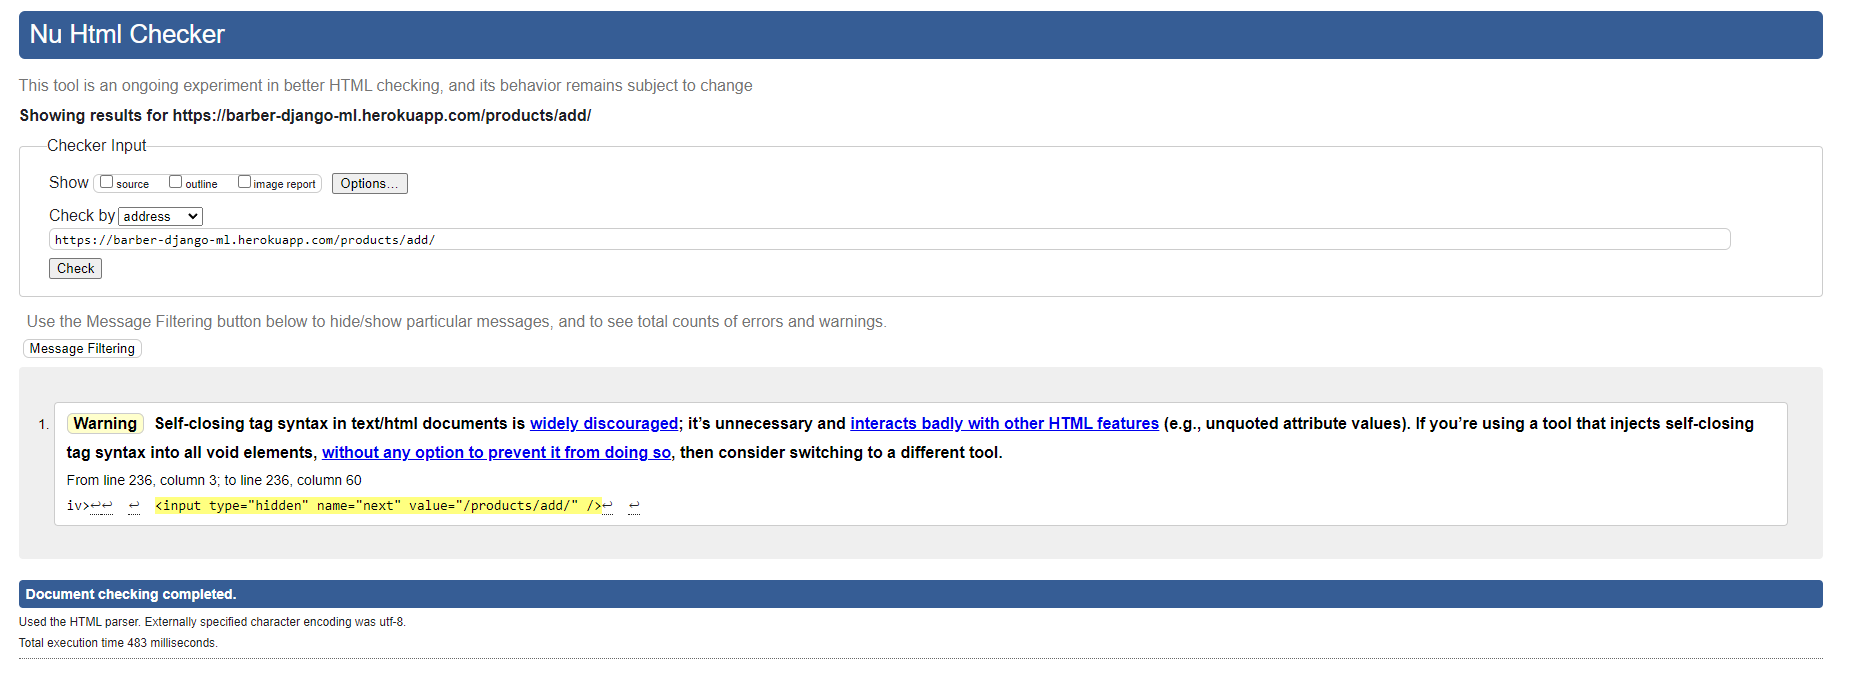 Nu Html Checker
This tool is an ongoing experiment in better HTML checking, and its behavior remains subject to change
Showing results for https://barber-django-ml.herokuapp.com/products/add/
Checker Input
Show source outline image report Options...
Check by address
https://barber-django-ml.herokuapp.com/products/add/
Check
Use the Message Filtering button below to hide/show particular messages, and to see total counts of errors and warnings.
Message Filtering
1. Warning Self-closing tag syntax in text/html documents is widely discouraged; it’s unnecessary and interacts badly with other HTML features (e.g., unquoted attribute values). If you’re using a tool that injects self-closing
tag syntax into all void elements, without any option to prevent it from doing so, then consider switching to a different tool.
From line 236, column 3; to line 236, column 60
iv>↩↩ ↩ <input type="hidden" name="next" value="/products/add/" />↩ ↩
Document checking completed.
Used the HTML parser. Externally specified character encoding was utf-8.
Total execution time 483 milliseconds.